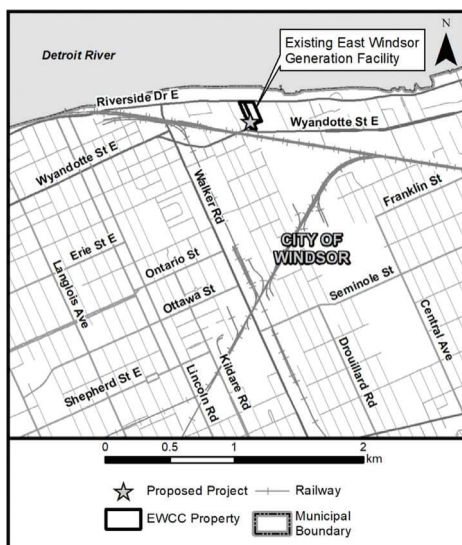 N
Detroit River
Existing East Windsor
Generation Facility
Riverside Dr E
Wyandotte St E
Wyandotte St E
Franklin St
Walker Rd
CITY OF
WINDSOR
Erie St E
Ontario St
Langlois Ave
Ottawa St
Seminole St
Central Ave
Drouillard Rd
Shepherd St E
Lincoln Rd
Kildare Rd
0 0.5 1 2
km
Proposed Project Railway
EWCC Property Municipal
Boundary